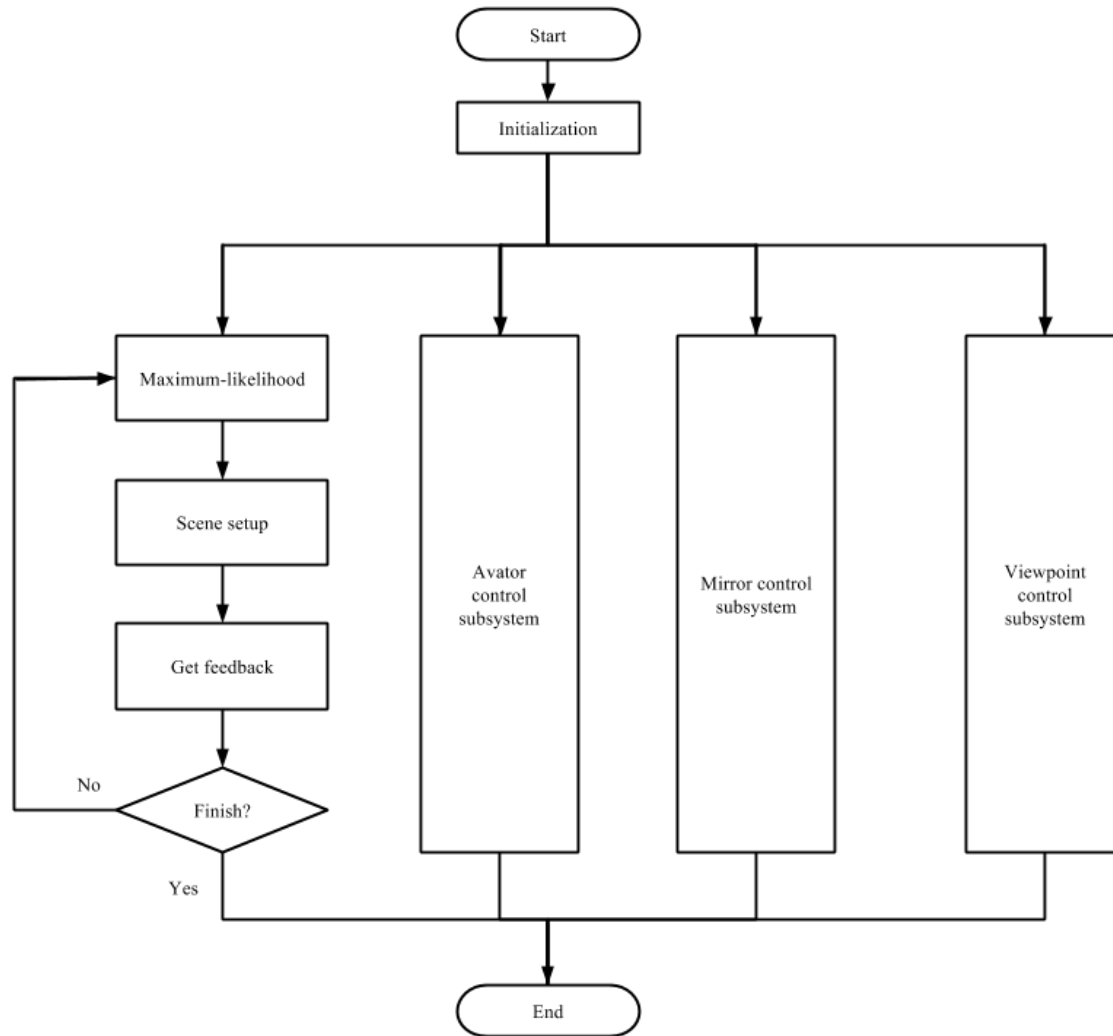 Start
Initialization
Maximum-likelihood
Scene setup
Get feedback
No
Finish?
Yes
Avator
control
subsystem
Mirror control
subsystem
Viewpoint
control
subsystem
End